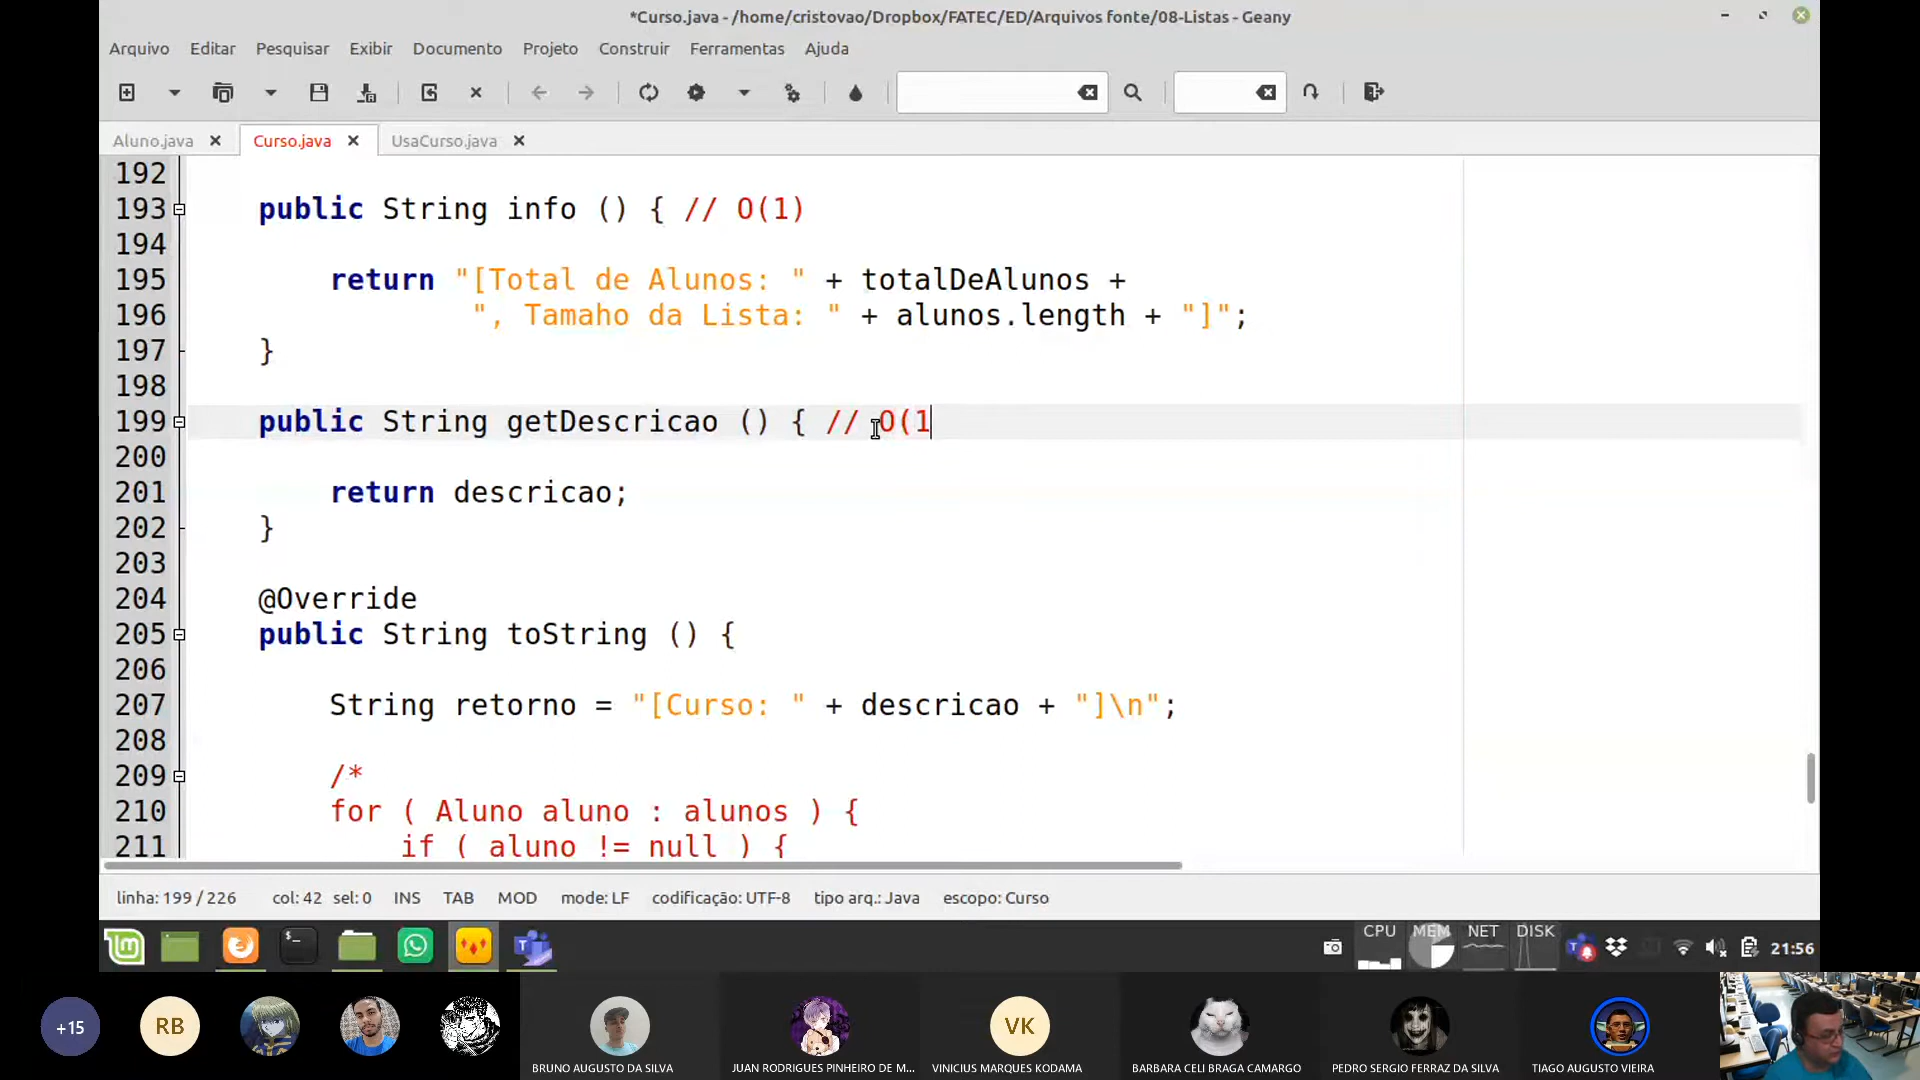 *Curso.java - /home/cristovao/Dropbox/FATEC/ED/Arquivos fonte/08-Listas - Geany
Arquivo Editar Pesquisar Exibir Documento Projeto Construir Ferramentas Ajuda
Aluno.java Curso.java UsaCurso.java
192
193 public String info () { // O(1)
194
195 return "[Total de Alunos: " + totalDeAlunos +
196 ", Tamaho da Lista: " + alunos.length + "]";
197 }
198
199 public String getDescricao () { // O(1
200
201 return descricao;
202 }
203
204 @Override
205 public String toString () {
206
207 String retorno = "[Curso: " + descricao + "]\n";
208
209 /*
210 for ( Aluno aluno : alunos ) {
211 if ( aluno != null ) {
linha: 199 / 226 col: 42 sel: 0 INS TAB MOD mode: LF codificação: UTF-8 tipo arq.: Java escopo: Curso
CPU MEM NET DISK
21:56
+15 RB VK
BRUNO AUGUSTO DA SILVA JUAN RODRIGUES PINHEIRO DE M... VINICIUS MARQUES KODAMA BARBARA CELI BRAGA CAMARGO PEDRO SERGIO FERRAZ DA SILVA TIAGO AUGUSTO VIEIRA